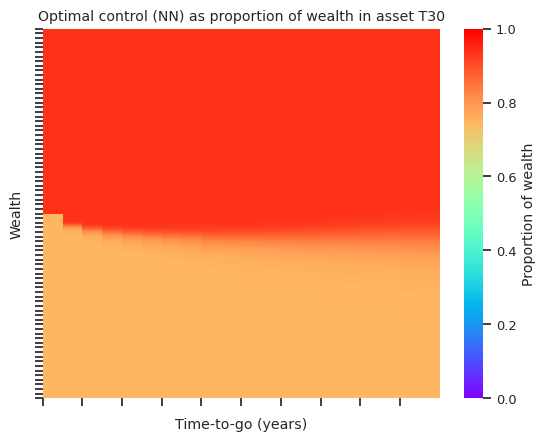 Optimal control (NN) as proportion of wealth in asset T30
Wealth
Time-to-go (years)
1.0
0.8
0.6
0.4
0.2
0.0
Proportion of wealth